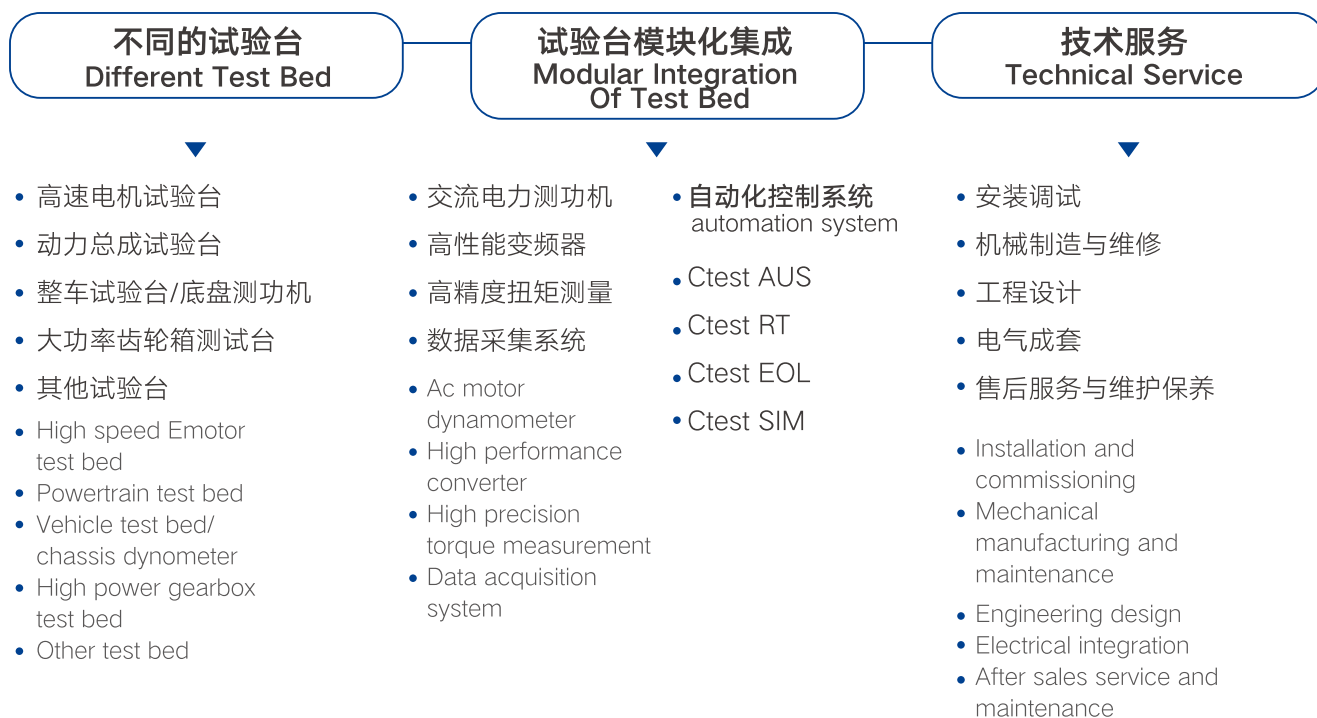 不同的试验台
Different Test Bed
试验台模块化集成
Modular Integration
Of Test Bed
技术服务
Technical Service
高速电机试验台
动力总成试验台
整车试验台/底盘测功机
大功率齿轮箱测试台
其他试验台
High speed Emotor
test bed
Powertrain test bed
Vehicle test bed/
chassis dynometer
High power gearbox
test bed
Other test bed
交流电力测功机
高性能变频器
高精度扭矩测量
数据采集系统
Ac motor
dynamometer
High performance
converter
High precision
torque measurement
Data acquisition
system
自动化控制系统
automation system
Ctest AUS
Ctest RT
Ctest EOL
Ctest SIM
安装调试
机械制造与维修
工程设计
电气成套
售后服务与维护保养
Installation and
commissioning
Mechanical
manufacturing and
maintenance
Engineering design
Electrical integration
After sales service and
maintenance